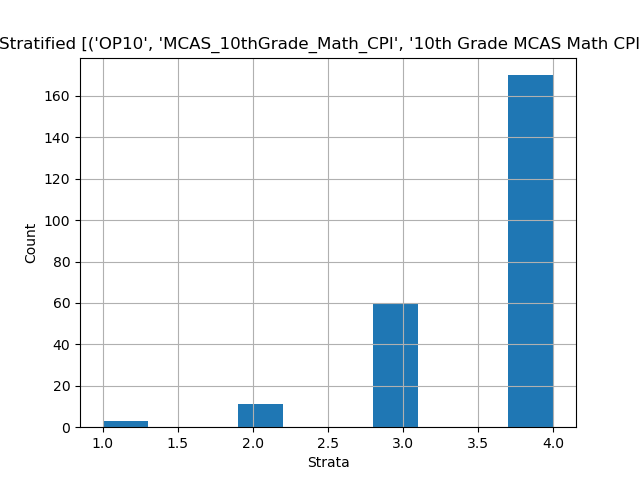 Stratified [('OP10', 'MCAS_10thGrade_Math_CPI', '10th Grade MCAS Math CPI
160
140
120
100
80
60
40
20
0
Count
1.0 1.5 2.0 2.5 3.0 3.5 4.0
Strata